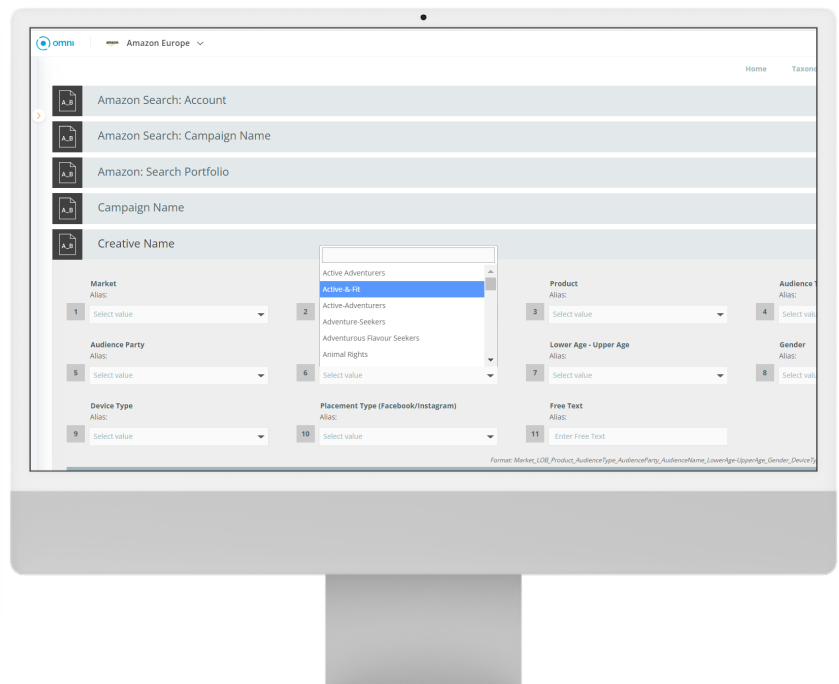 omni
Amazon Europe
Home
A_B
Amazon Search: Account
A_B
Amazon Search: Campaign Name
A_B
Amazon: Search Portfolio
A_B
Campaign Name
A_B
Creative Name
Active Adventurers
Active-&-Fit
Active-Adventurers
Adventure-Seekers
Adventurous Flavour Seekers
Animal Rights
Market
Alias:
1
Select value
2
Product
Alias:
3
Select value
Audience T
Alias:
4
Select valu
Audience Party
Alias:
5
Select value
6
Select value
Lower Age - Upper Age
Alias:
7
Select value
Gender
Alias:
8
Select valu
Device Type
Alias:
9
Select value
Placement Type (Facebook/Instagram)
Alias:
10
Select value
Free Text
Alias:
11
Enter Free Text
Format: Market_LOB_Product_AudienceType_AudienceParty_AudienceName_LowerAge-UpperAge_Gender_DeviceTy